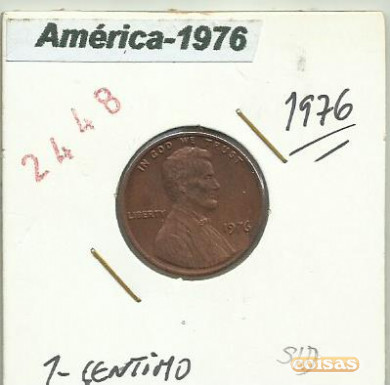 América-1976
2448
1976
IN GOD WE TRUST
LIBERTY 1976
1-CENTIMO
S/D
coisas